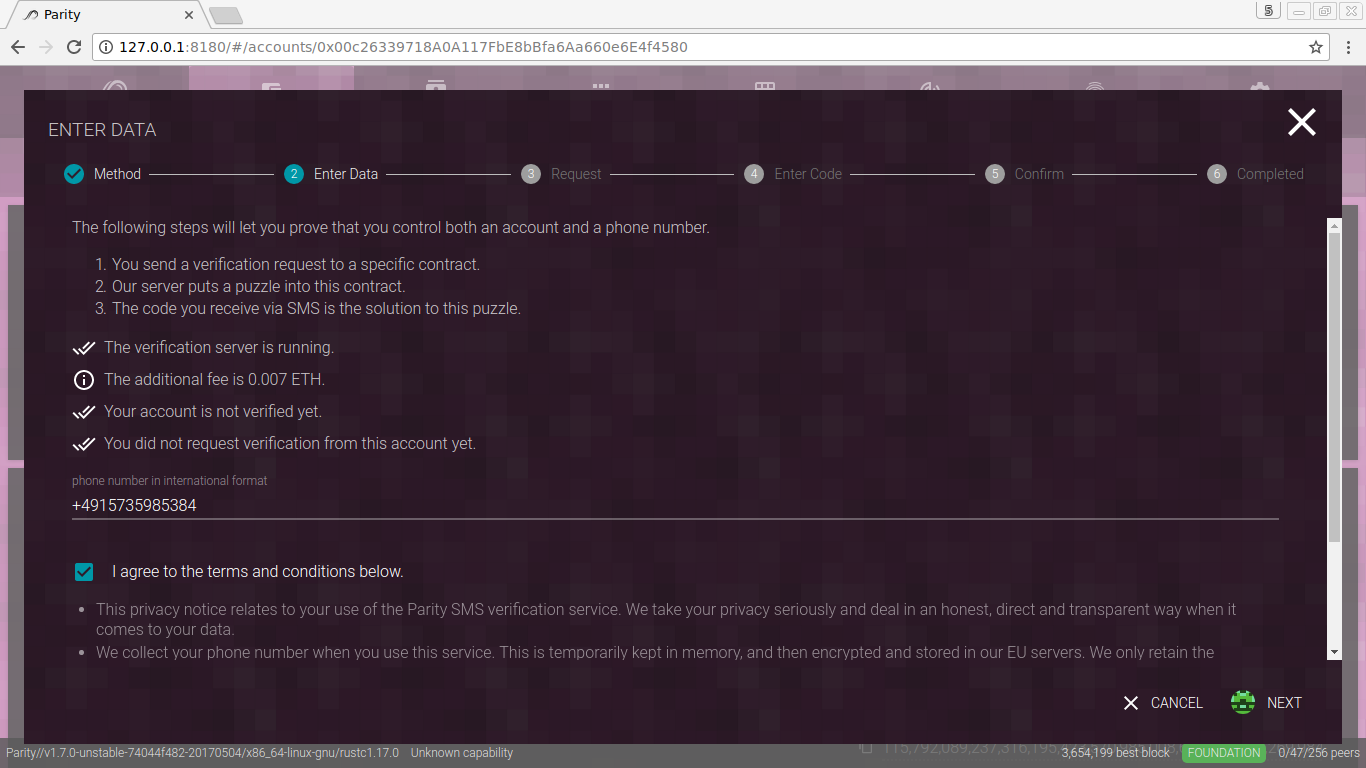 Parity
5
127.0.0.1:8180/#/accounts/0x00c26339718A0A117FbE8bBfa6Aa660e6E4f4580
ENTER DATA
Method
2 Enter Data
3 Request
4 Enter Code
5 Confirm
6 Completed
The following steps will let you prove that you control both an account and a phone number.
1. You send a verification request to a specific contract.
2. Our server puts a puzzle into this contract.
3. The code you receive via SMS is the solution to this puzzle.
The verification server is running.
The additional fee is 0.007 ETH.
Your account is not verified yet.
You did not request verification from this account yet.
phone number in international format
+4915735985384
I agree to the terms and conditions below.
• This privacy notice relates to your use of the Parity SMS verification service. We take your privacy seriously and deal in an honest, direct and transparent way when it
comes to your data.
• We collect your phone number when you use this service. This is temporarily kept in memory, and then encrypted and stored in our EU servers. We only retain the
CANCEL
NEXT
Parity//v1.7.0-unstable-74044f482-20170504/x86_64-linux-gnu/rustc1.17.0 Unknown capability
3,654,199 best block FOUNDATION 0/47/256 peers